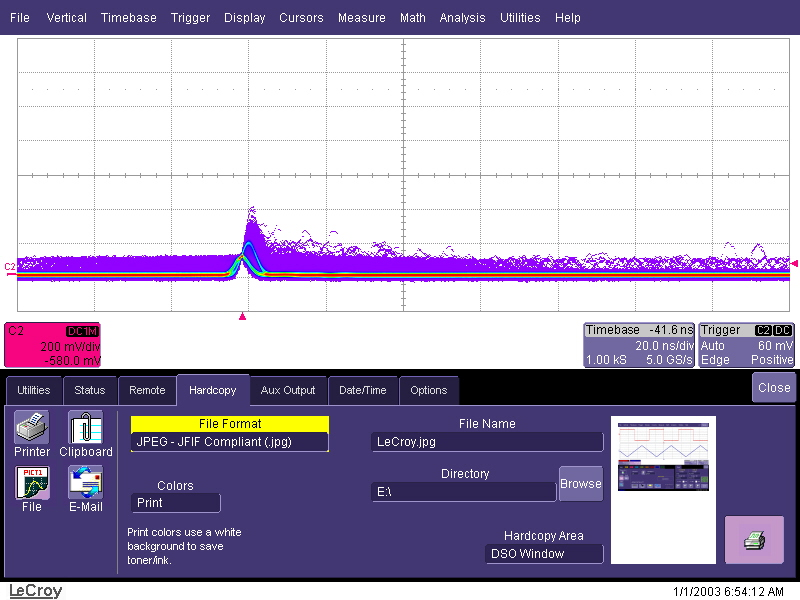 File Vertical Timebase Trigger Display Cursors Measure Math Analysis Utilities Help
C2
C2 DC1M
200 mV/div
-580.0 mV
Timebase -41.6 ns
20.0 ns/div
1.00 kS 5.0 GS/s
Trigger C2 DC
Auto 60 mV
Edge Positive
Utilities Status Remote Hardcopy Aux Output Date/Time Options Close
Printer Clipboard
PICT1
File E-Mail
File Format
JPEG - JFIF Compliant (.jpg)
Colors
Print
Print colors use a white
background to save
toner/ink.
File Name
LeCroy.jpg
Directory
E:\ Browse
Hardcopy Area
DSO Window
LeCroy 1/1/2003 6:54:12 AM